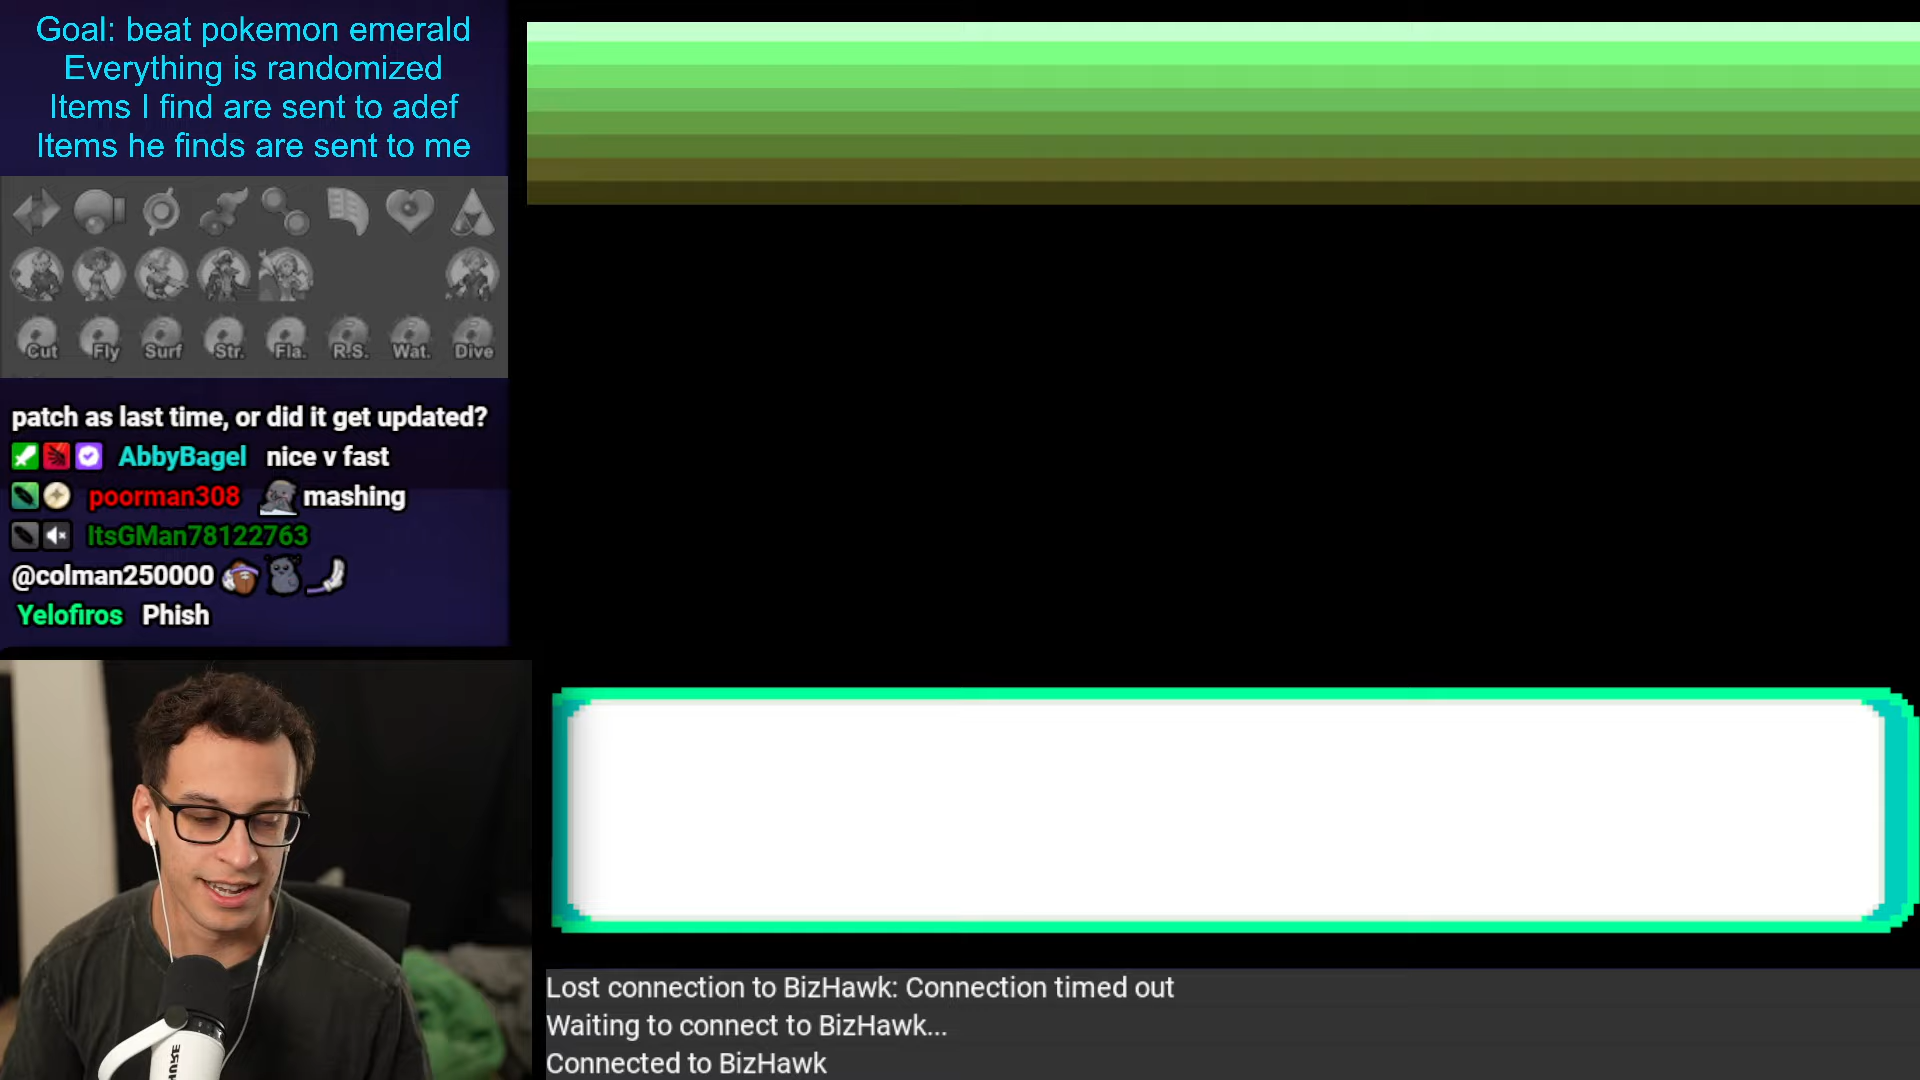 Goal: beat pokemon emerald
Everything is randomized
Items I find are sent to adef
Items he finds are sent to me
Cut Fly Surf Str. Fla. R.S. Wat. Dive
patch as last time, or did it get updated?
AbbyBagel nice v fast
poorman308 mashing
ItsGMan78122763
@colman250000
Yelofiros Phish
Lost connection to BizHawk: Connection timed out
Waiting to connect to BizHawk...
Connected to BizHawk